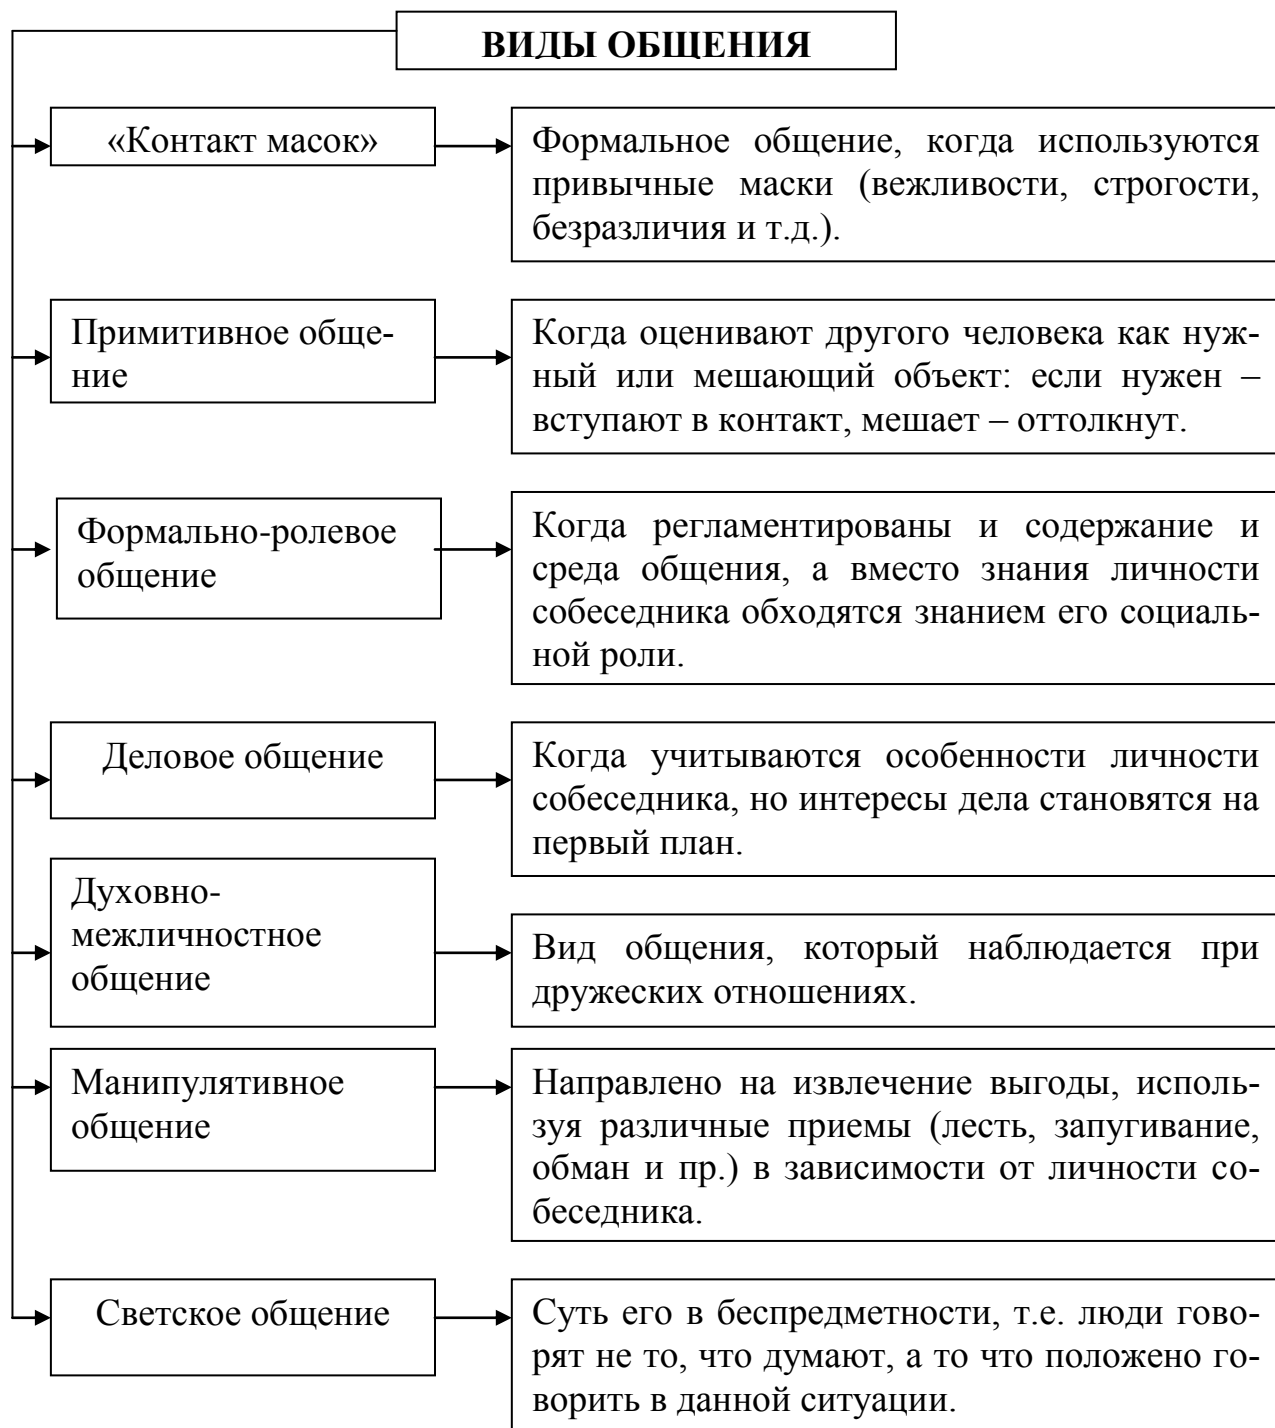 ВИДЫ ОБЩЕНИЯ
«Контакт масок»
Формальное общение, когда используются
привычные маски (вежливости, строгости,
безразличия и т.д.).
Примитивное обще-
ние
Когда оценивают другого человека как нуж-
ный или мешающий объект: если нужен –
вступают в контакт, мешает – оттолкнут.
Формально-ролевое
общение
Когда регламентированы и содержание и
среда общения, а вместо знания личности
собеседника обходятся знанием его социаль-
ной роли.
Деловое общение
Когда учитываются особенности личности
собеседника, но интересы дела становятся на
первый план.
Духовно-
межличностное
общение
Вид общения, который наблюдается при
дружеских отношениях.
Манипулятивное
общение
Направлено на извлечение выгоды, исполь-
зуя различные приемы (лесть, запугивание,
обман и пр.) в зависимости от личности со-
беседника.
Светское общение
Суть его в беспредметности, т.е. люди гово-
рят не то, что думают, а то что положено го-
ворить в данной ситуации.